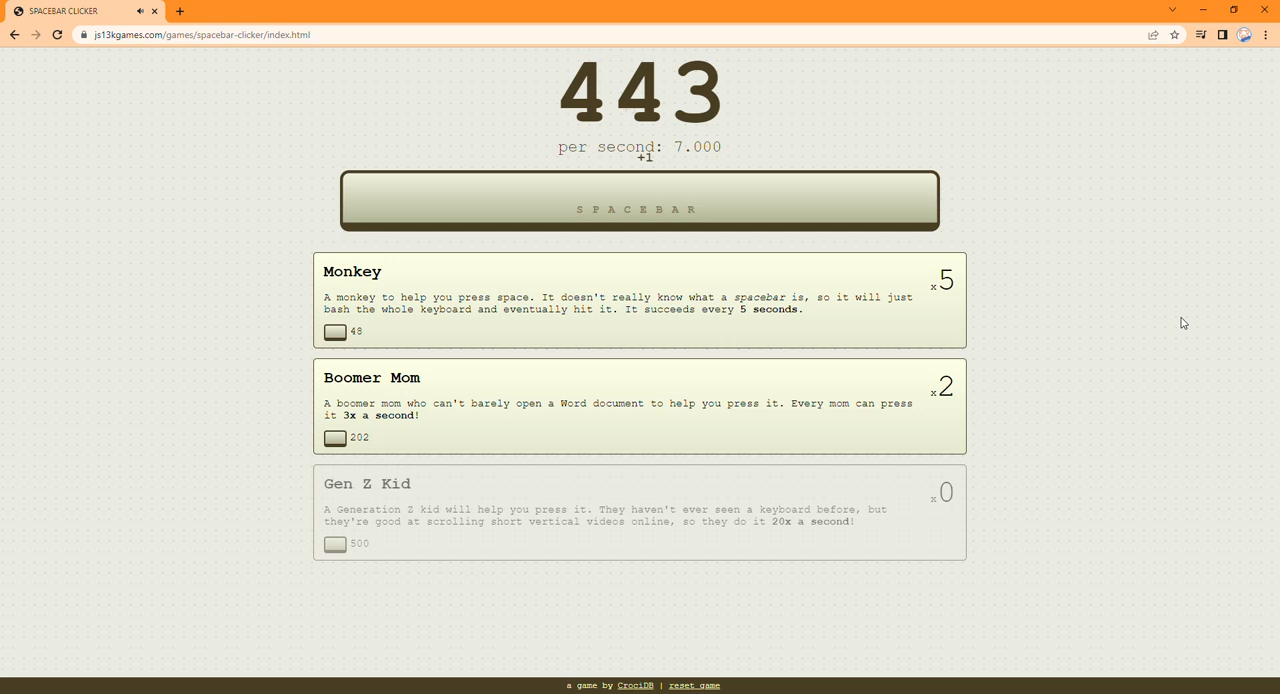 SPACEBAR CLICKER
js13kgames.com/games/spacebar-clicker/index.html
443
per second: 7.000
+1
SPACEBAR
Monkey
x5
A monkey to help you press space. It doesn't really know what a spacebar is, so it will just
bash the whole keyboard and eventually hit it. It succeeds every 5 seconds.
48
Boomer Mom
x2
A boomer mom who can't barely open a Word document to help you press it. Every mom can press
it 3x a second!
202
Gen Z Kid
x0
A Generation Z kid will help you press it. They haven't ever seen a keyboard before, but
they're good at scrolling short vertical videos online, so they do it 20x a second!
500
a game by CrociDB | reset game